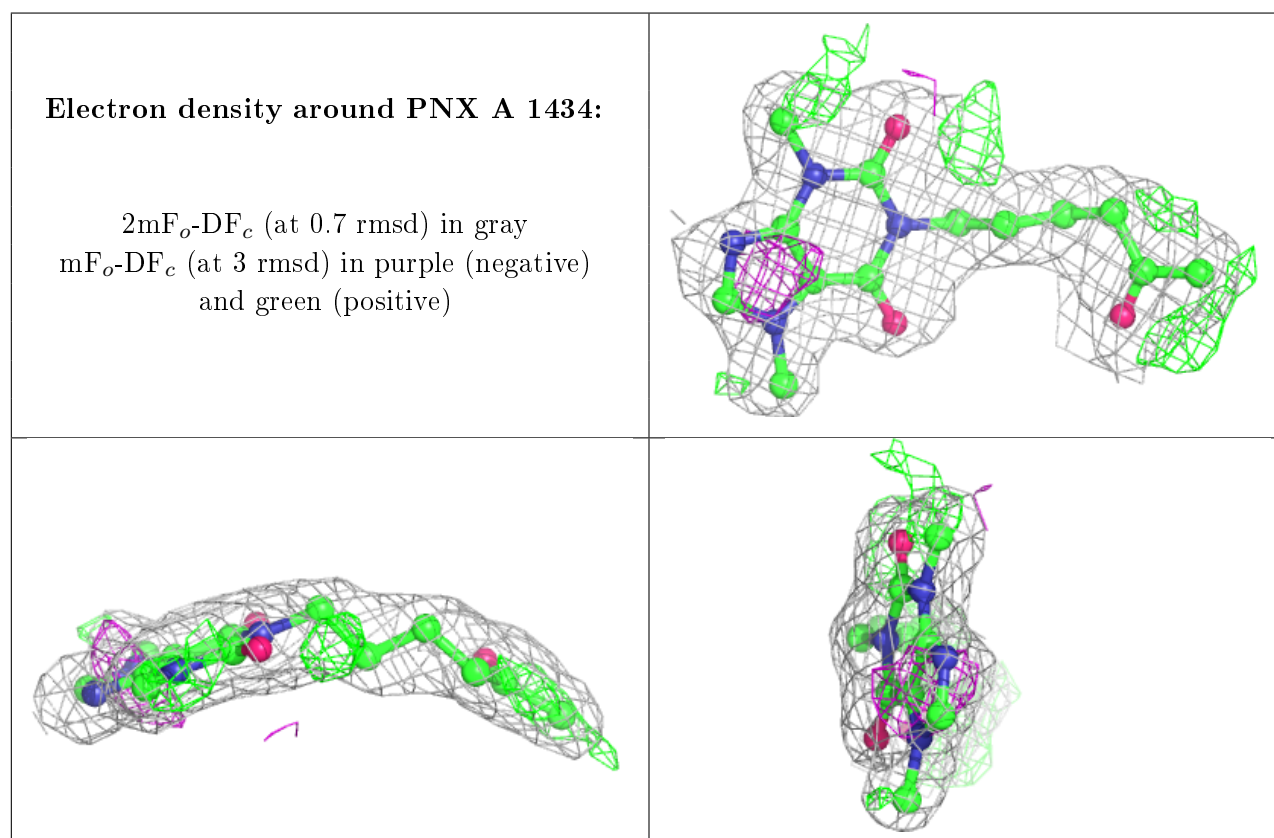 Electron density around PNX A 1434:
2mFₒ-DF𝒸 (at 0.7 rmsd) in gray
mFₒ-DF𝒸 (at 3 rmsd) in purple (negative)
and green (positive)